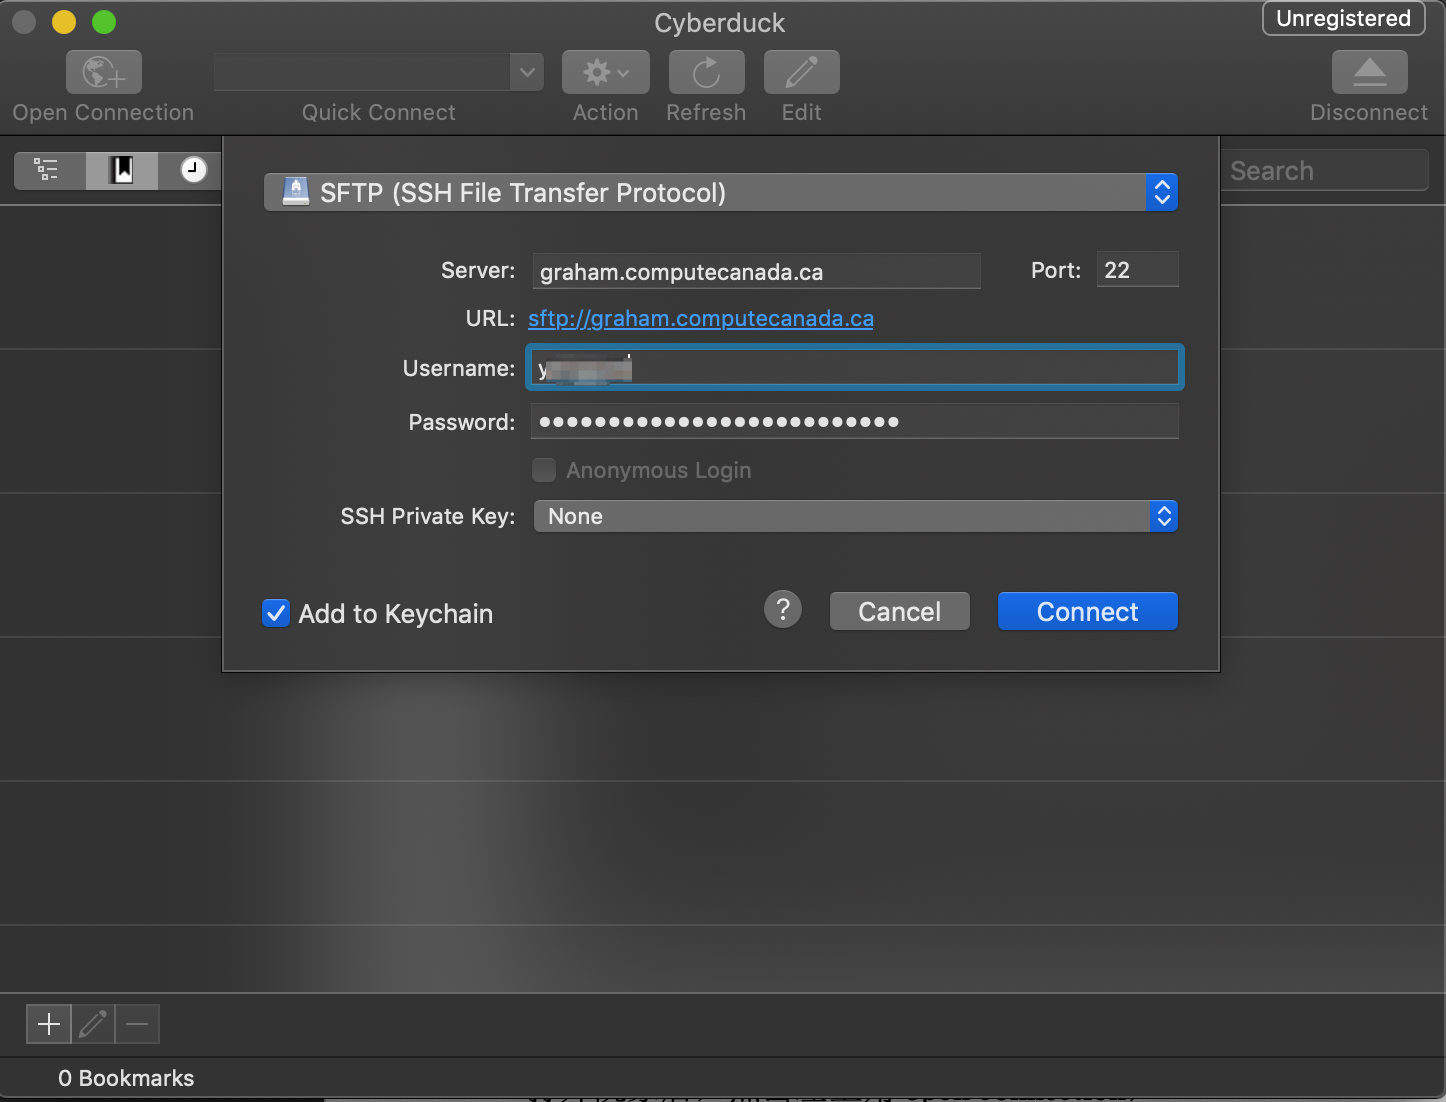 Cyberduck
Unregistered
Open Connection
Quick Connect
Action
Refresh
Edit
Disconnect
Search
SFTP (SSH File Transfer Protocol)
Server: graham.computecanada.ca Port: 22
URL: sftp://graham.computecanada.ca
Username: y
Password: ••••••••••••••••••••••••••
Anonymous Login
SSH Private Key: None
Add to Keychain
?
Cancel
Connect
0 Bookmarks